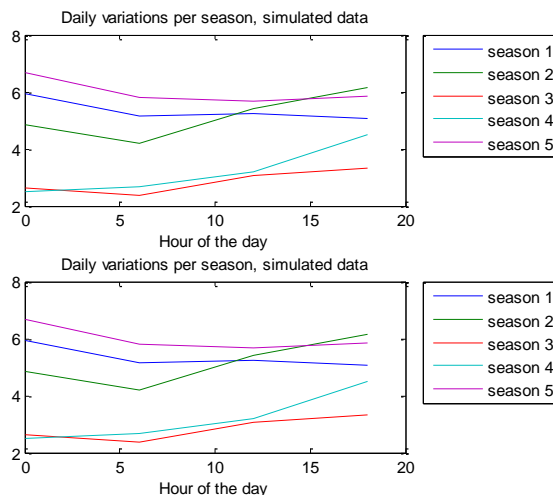 Daily variations per season, simulated data
8
6
4
2
0 5 10 15 20
Hour of the day
season 1
season 2
season 3
season 4
season 5
Daily variations per season, simulated data
8
6
4
2
0 5 10 15 20
Hour of the day
season 1
season 2
season 3
season 4
season 5